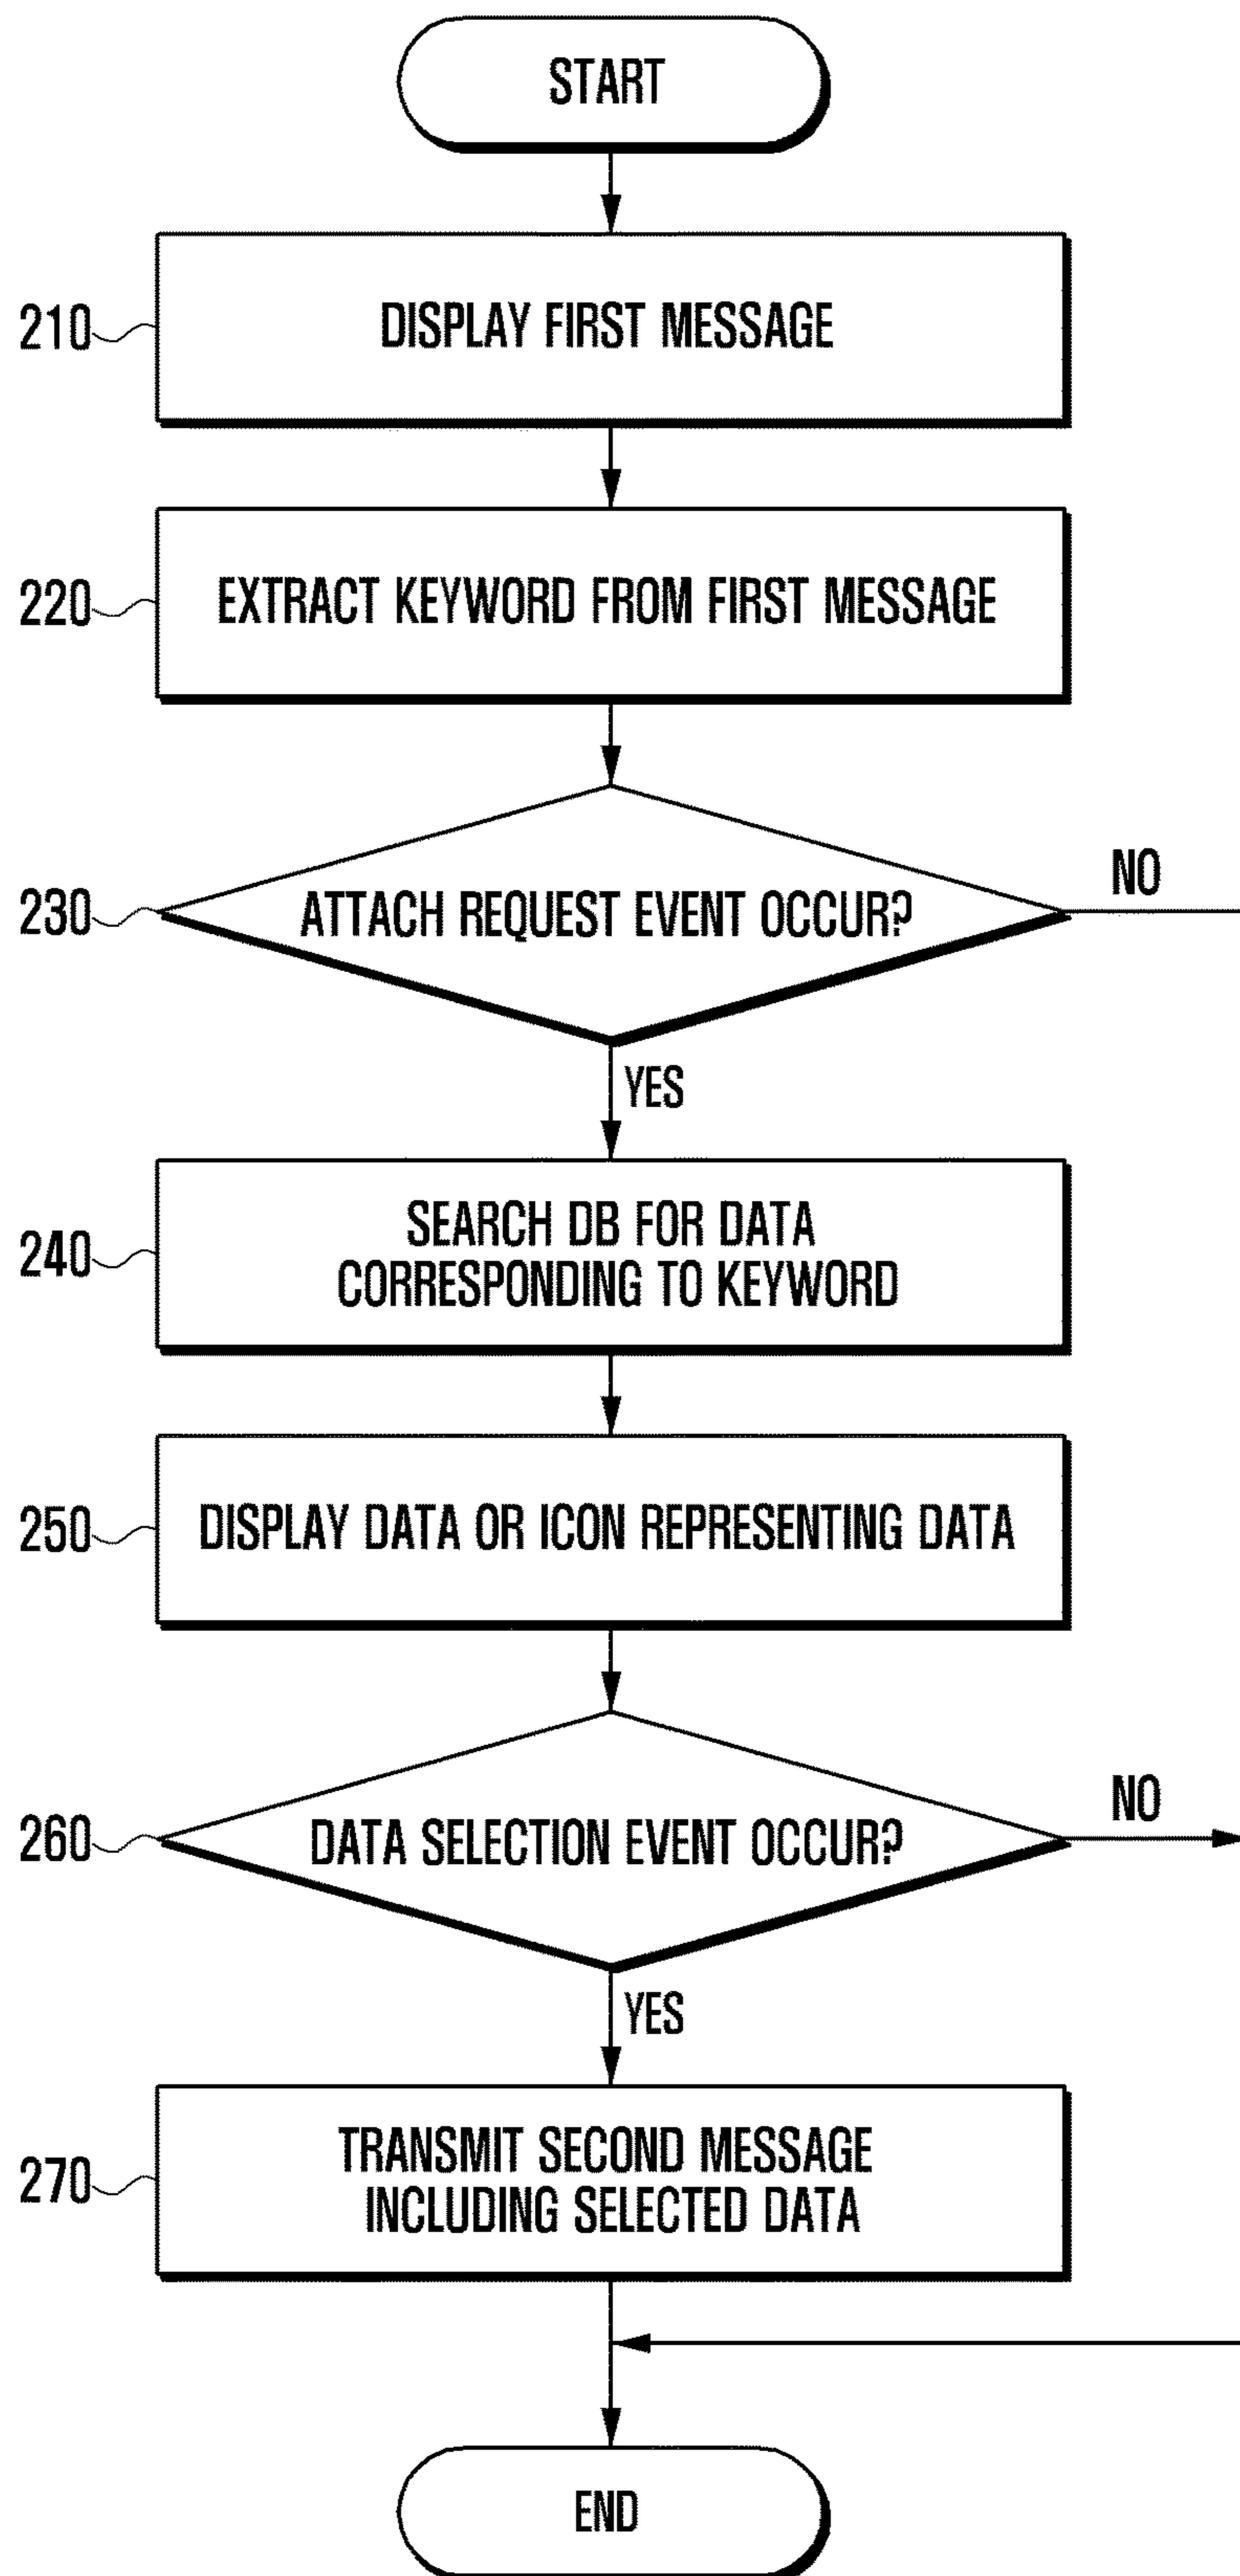 START
210
DISPLAY FIRST MESSAGE
220
EXTRACT KEYWORD FROM FIRST MESSAGE
230
ATTACH REQUEST EVENT OCCUR?
NO
YES
240
SEARCH DB FOR DATA
CORRESPONDING TO KEYWORD
250
DISPLAY DATA OR ICON REPRESENTING DATA
260
DATA SELECTION EVENT OCCUR?
NO
YES
270
TRANSMIT SECOND MESSAGE
INCLUDING SELECTED DATA
END